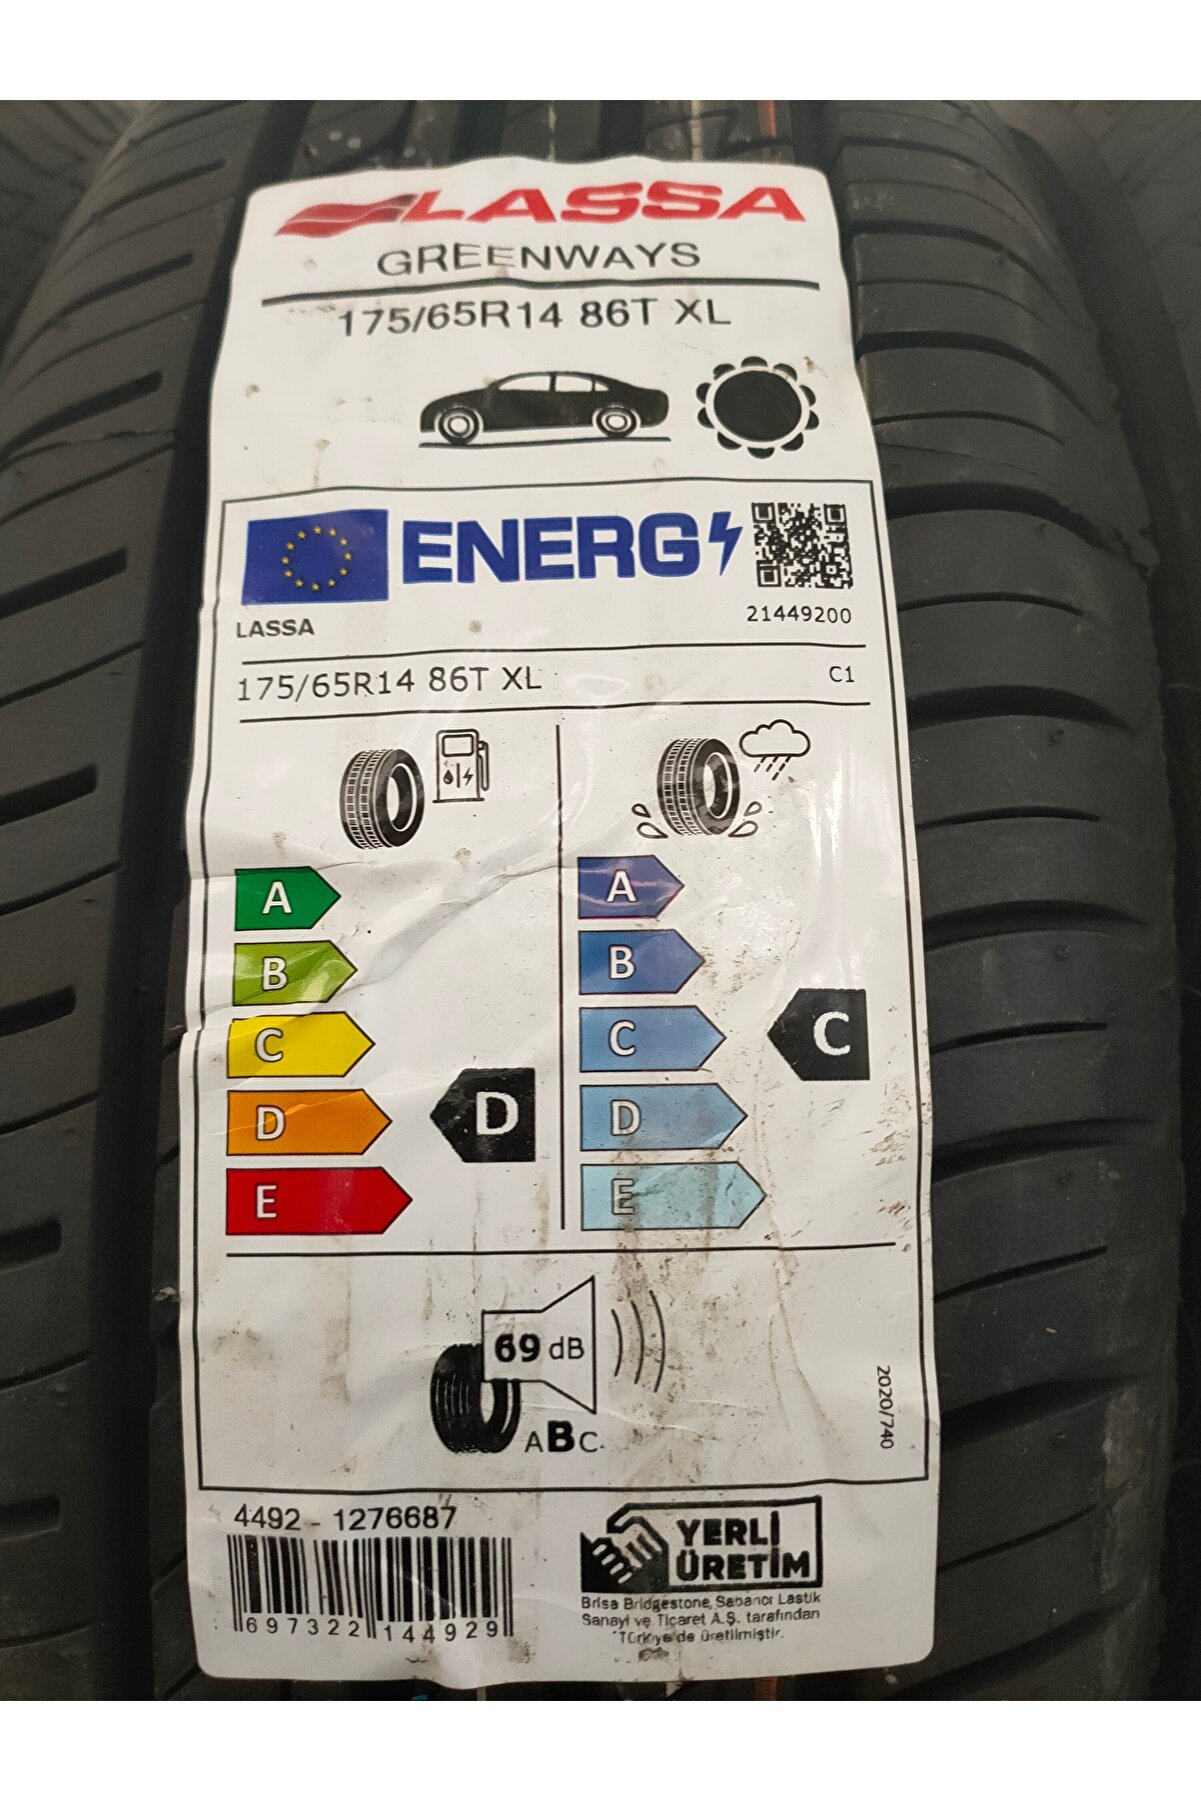 LASSA
GREENWAYS
175/65R14 86T XL
ENERG
21449200
LASSA
175/65R14 86T XL C1
A A
B B
C C C
D D D
E E
69 dB
ABC
2020/740
4492 - 1276687
697322 144929
YERLİ
ÜRETİM
Brisa Bridgestone, Sabancı Lastik
Sanayi ve Ticaret A.Ş. tarafından
Türkiye'de üretilmiştir.